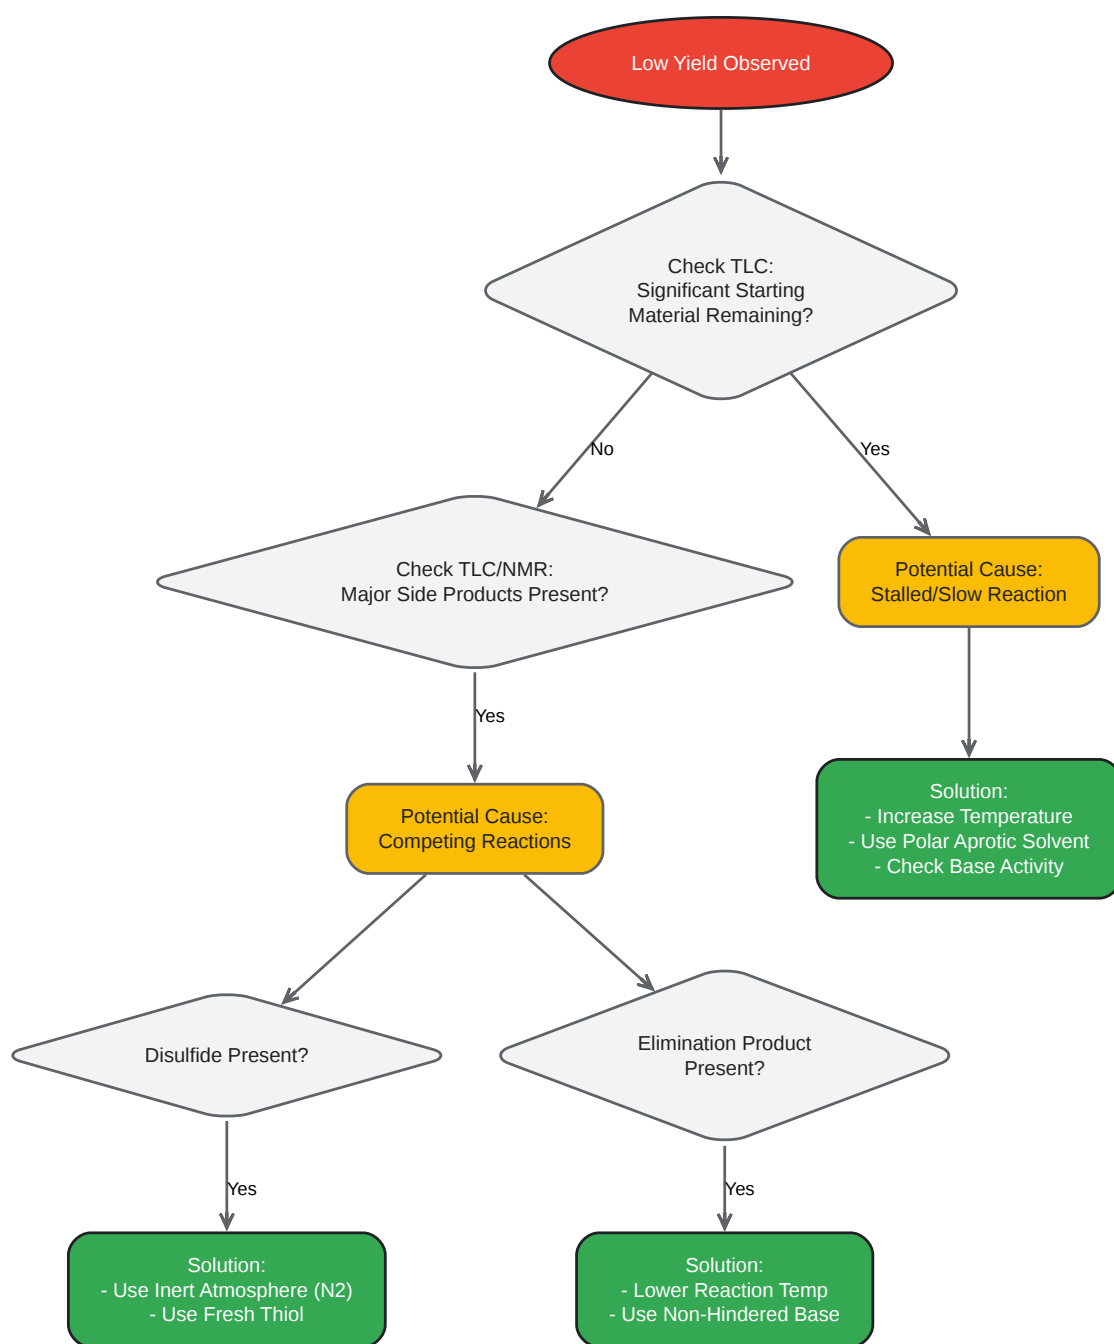 Low Yield Observed
Check TLC:
Significant Starting
Material Remaining?
No
Yes
Check TLC/NMR:
Major Side Products Present?
Potential Cause:
Stalled/Slow Reaction
Yes
Solution:
- Increase Temperature
- Use Polar Aprotic Solvent
- Check Base Activity
Potential Cause:
Competing Reactions
Disulfide Present?
Elimination Product
Present?
Yes
Yes
Solution:
- Use Inert Atmosphere (N2)
- Use Fresh Thiol
Solution:
- Lower Reaction Temp
- Use Non-Hindered Base